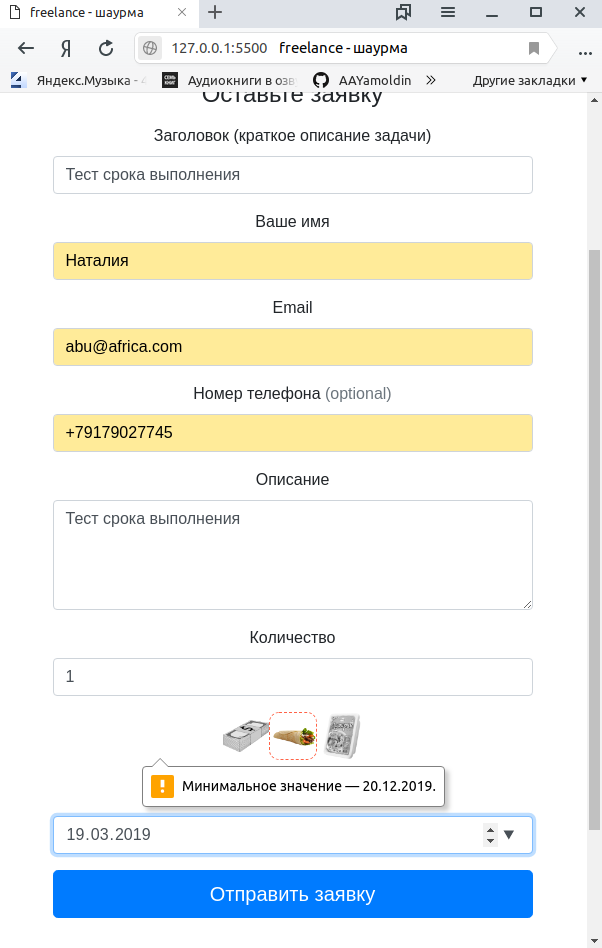 freelance - шаурма
127.0.0.1:5500 freelance - шаурма
Яндекс.Музыка - 
Аудиокниги в озв
AAYamoldin
»
Другие закладки
Оставьте заявку
Заголовок (краткое описание задачи)
Тест срока выполнения
Ваше имя
Наталия
Email
abu@africa.com
Номер телефона (optional)
+79179027745
Описание
Тест срока выполнения
Количество
1
Минимальное значение — 20.12.2019.
19.03.2019
Отправить заявку